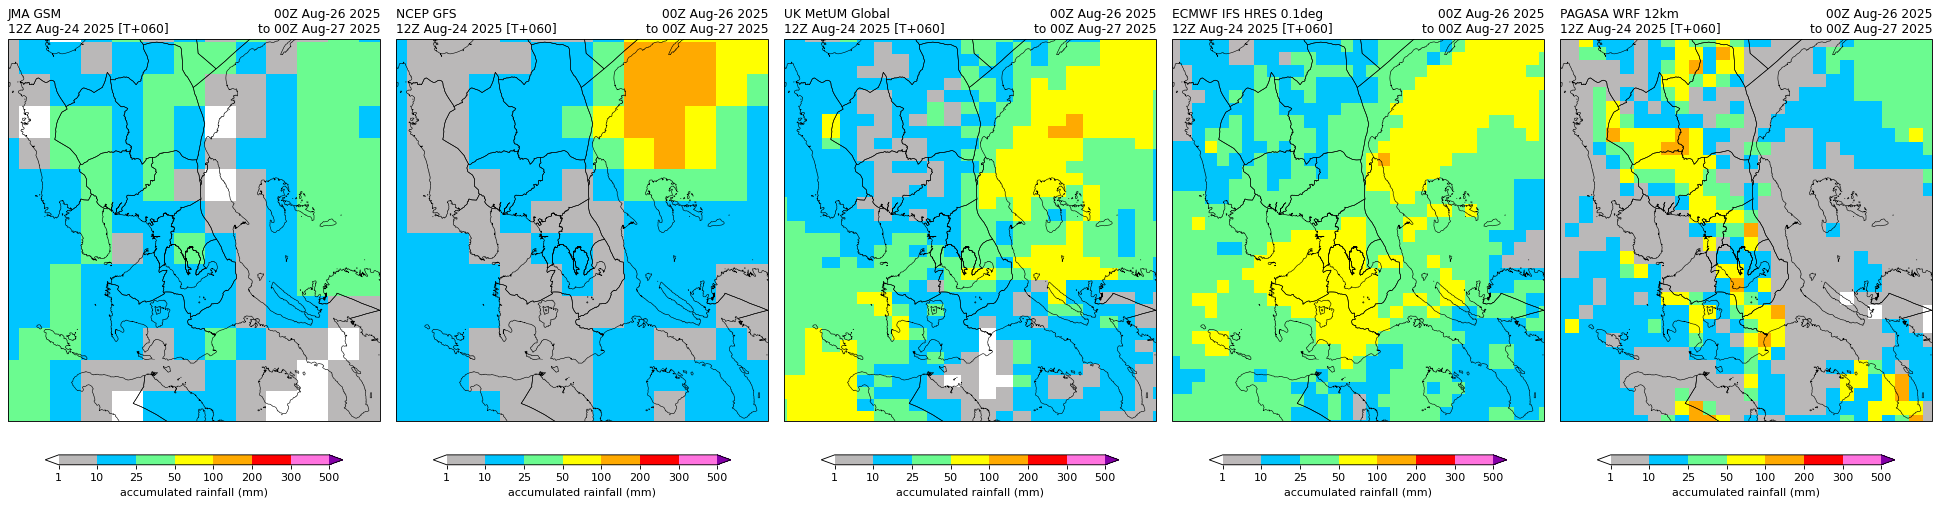 JMA GSM 00Z Aug-26 2025
12Z Aug-24 2025 [T+060] to 00Z Aug-27 2025
NCEP GFS 00Z Aug-26 2025
12Z Aug-24 2025 [T+060] to 00Z Aug-27 2025
UK MetUM Global 00Z Aug-26 2025
12Z Aug-24 2025 [T+060] to 00Z Aug-27 2025
ECMWF IFS HRES 0.1deg 00Z Aug-26 2025
12Z Aug-24 2025 [T+060] to 00Z Aug-27 2025
PAGASA WRF 12km 00Z Aug-26 2025
12Z Aug-24 2025 [T+060] to 00Z Aug-27 2025
1 10 25 50 100 200 300 500
accumulated rainfall (mm)
1 10 25 50 100 200 300 500
accumulated rainfall (mm)
1 10 25 50 100 200 300 500
accumulated rainfall (mm)
1 10 25 50 100 200 300 500
accumulated rainfall (mm)
1 10 25 50 100 200 300 500
accumulated rainfall (mm)